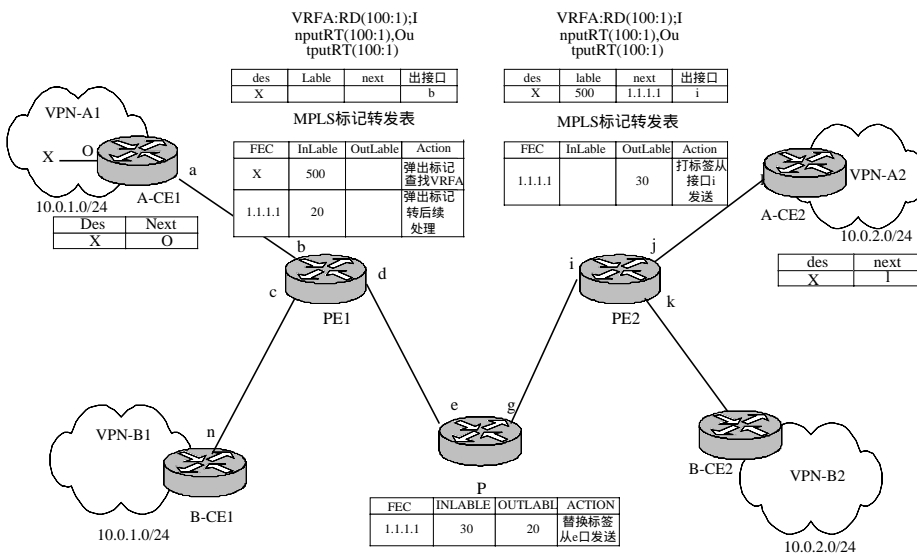 VRFA:RD(100:1);I
nputRT(100:1),Ou
tputRT(100:1)
des Lable next 出接口
X b
MPLS标记转发表
FEC InLable OutLable Action
X 500 弹出标记
查找VRFA
1.1.1.1 20 弹出标记
转后续
处理
VRFA:RD(100:1);I
nputRT(100:1),Ou
tputRT(100:1)
des lable next 出接口
X 500 1.1.1.1 i
MPLS标记转发表
FEC InLable OutLable Action
1.1.1.1 30 打标签从
接口i
发送
VPN-A1
X O
a
10.0.1.0/24
A-CE1
Des Next
X O
VPN-A2
A-CE2
10.0.2.0/24
des next
X l
b
c
d
PE1
j
i
k
PE2
e
g
P
FEC INLABLE OUTLABL ACTION
1.1.1.1 30 20 替换标签
从e口发送
VPN-B1
n
B-CE1
10.0.1.0/24
B-CE2
VPN-B2
10.0.2.0/24